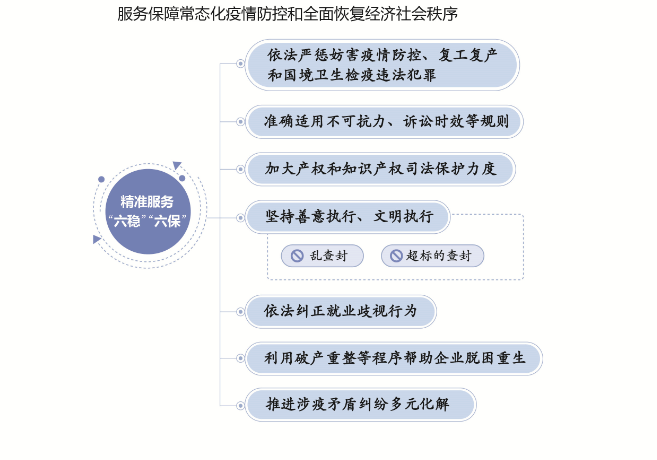 服务保障常态化疫情防控和全面恢复经济社会秩序
依法严惩妨害疫情防控、复工复产
和国境卫生检疫违法犯罪
准确适用不可抗力、诉讼时效等规则
加大产权和知识产权司法保护力度
精准服务
“六稳”“六保”
坚持善意执行、文明执行
乱查封
超标的查封
依法纠正就业歧视行为
利用破产重整等程序帮助企业脱困重生
推进涉疫矛盾纠纷多元化解